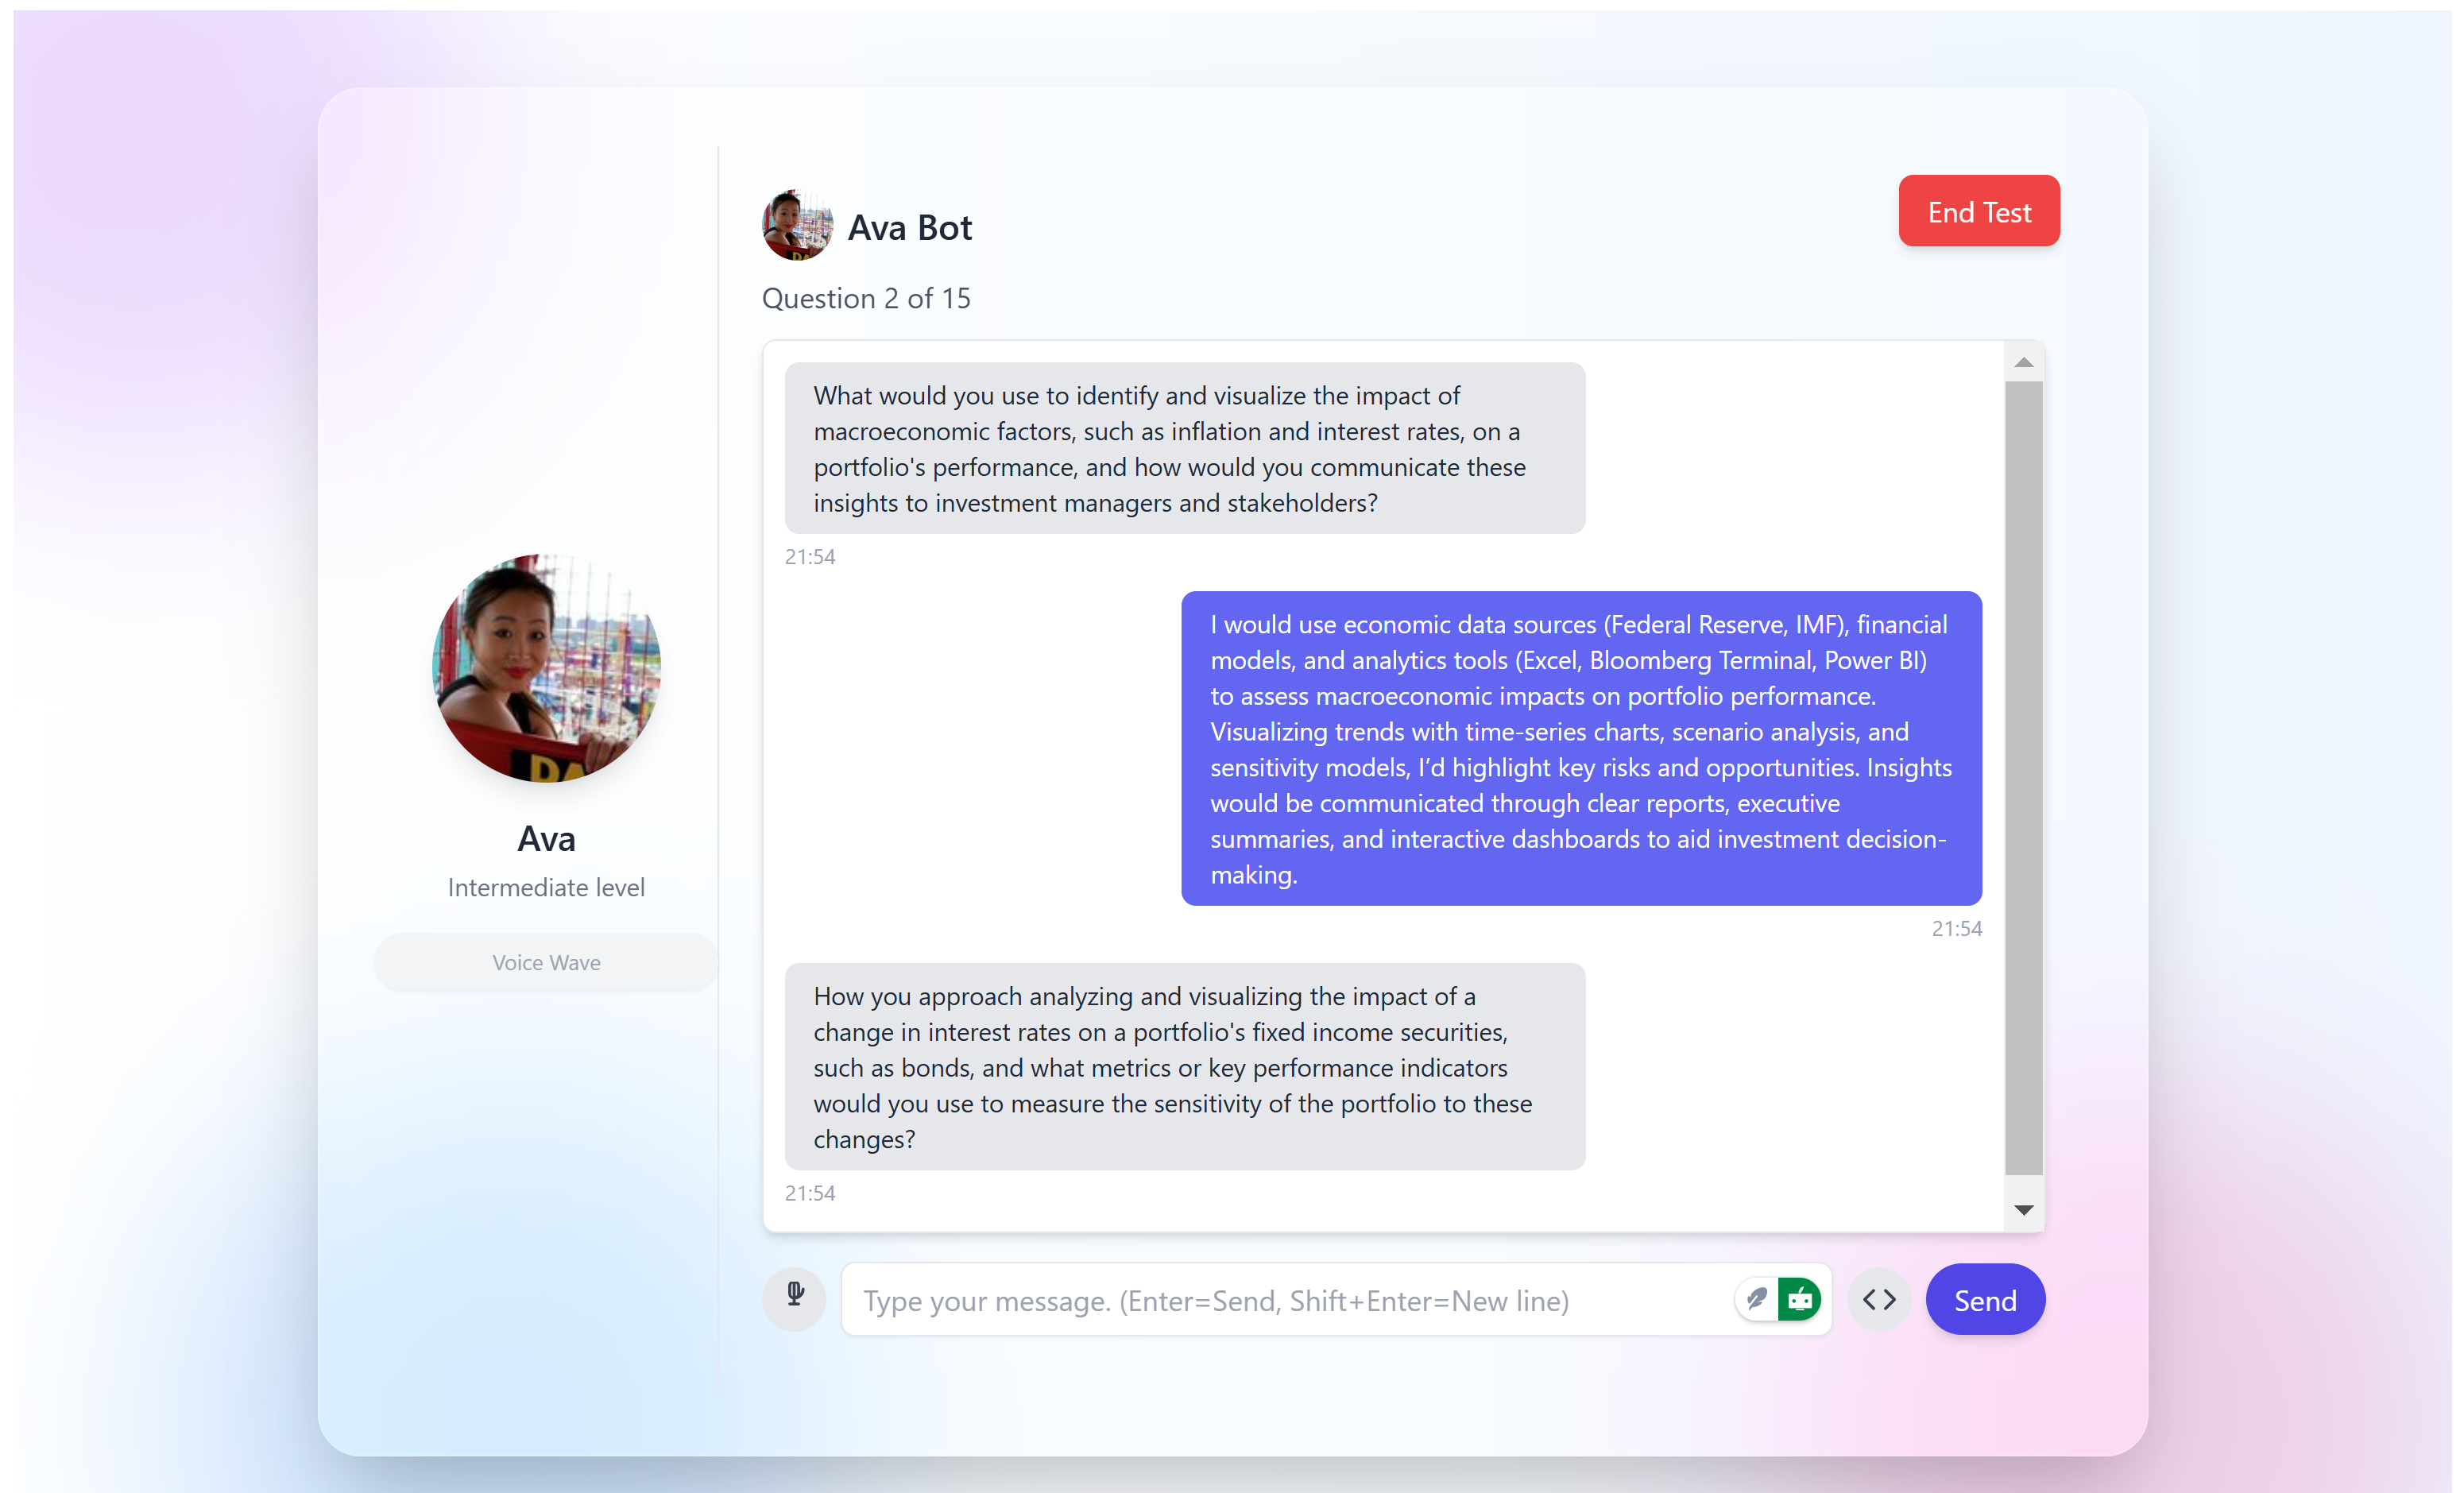 Ava Bot
End Test
Question 2 of 15
What would you use to identify and visualize the impact of
macroeconomic factors, such as inflation and interest rates, on a
portfolio's performance, and how would you communicate these
insights to investment managers and stakeholders?
21:54
I would use economic data sources (Federal Reserve, IMF), financial
models, and analytics tools (Excel, Bloomberg Terminal, Power BI)
to assess macroeconomic impacts on portfolio performance.
Visualizing trends with time-series charts, scenario analysis, and
sensitivity models, I’d highlight key risks and opportunities. Insights
would be communicated through clear reports, executive
summaries, and interactive dashboards to aid investment decision-
making.
21:54
DA
Ava
Intermediate level
Voice Wave
How you approach analyzing and visualizing the impact of a
change in interest rates on a portfolio's fixed income securities,
such as bonds, and what metrics or key performance indicators
would you use to measure the sensitivity of the portfolio to these
changes?
21:54
Type your message. (Enter=Send, Shift+Enter=New line)
Send